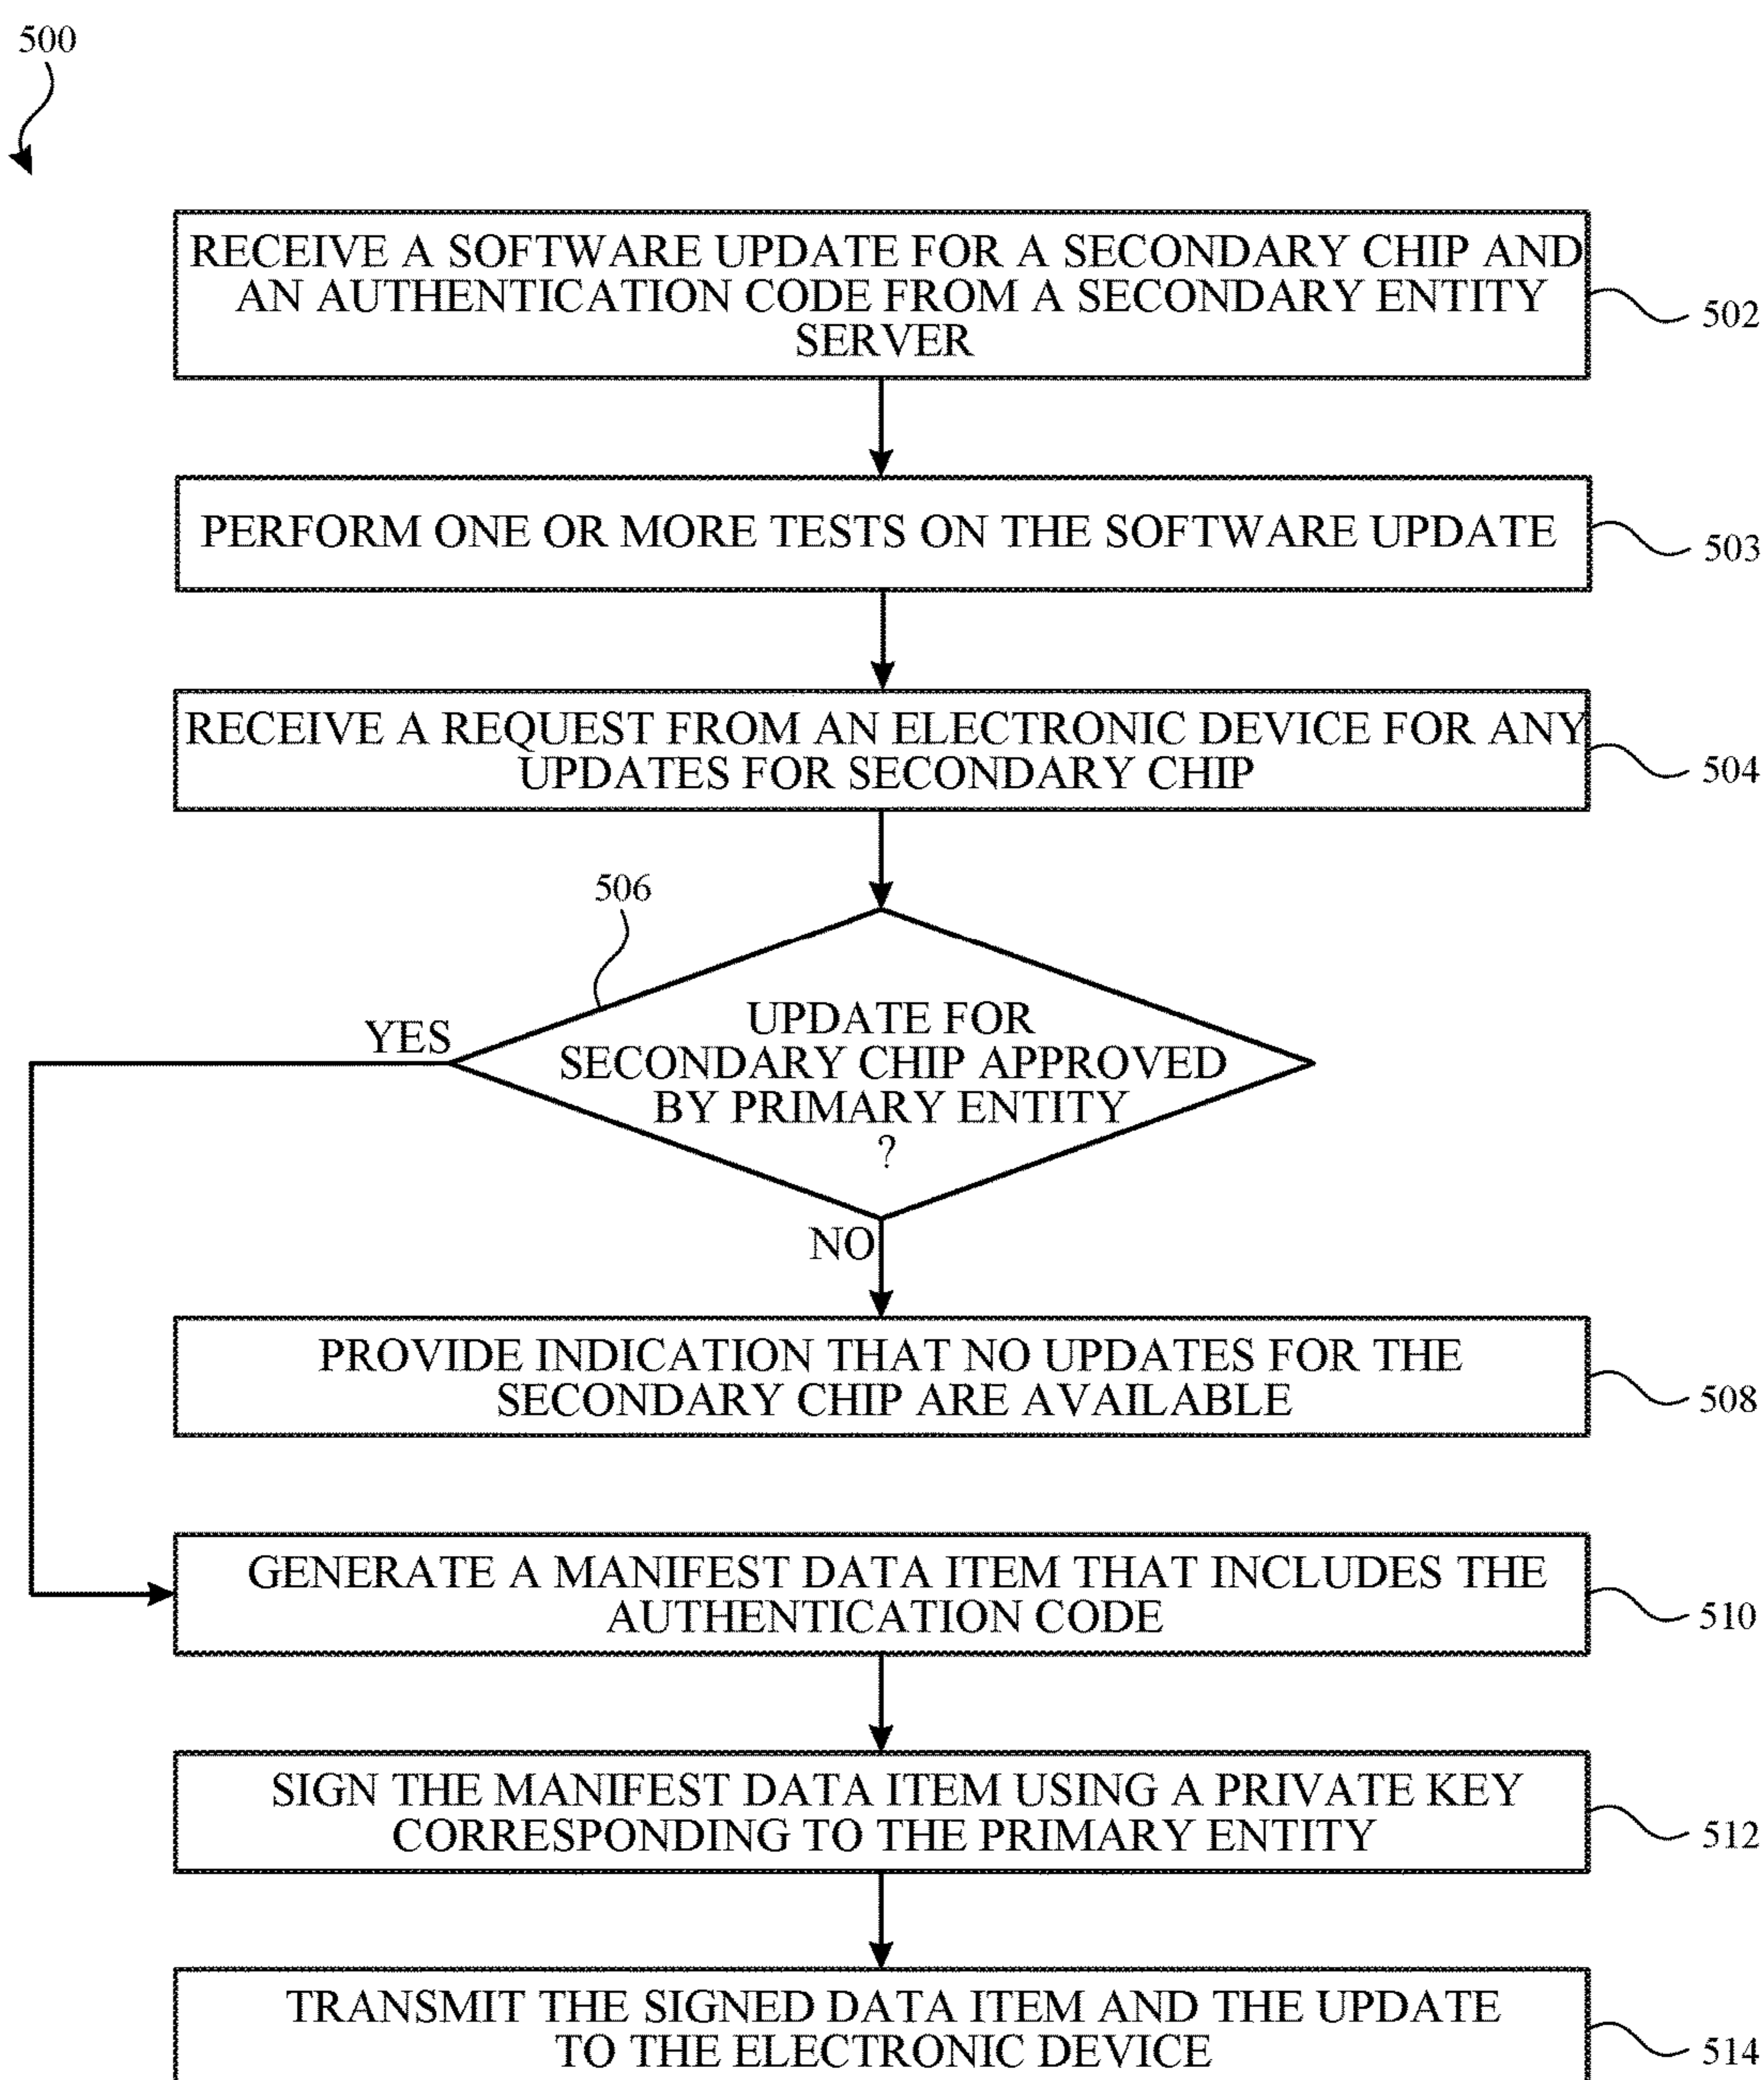 500
RECEIVE A SOFTWARE UPDATE FOR A SECONDARY CHIP AND
AN AUTHENTICATION CODE FROM A SECONDARY ENTITY
SERVER
502
PERFORM ONE OR MORE TESTS ON THE SOFTWARE UPDATE
503
RECEIVE A REQUEST FROM AN ELECTRONIC DEVICE FOR ANY
UPDATES FOR SECONDARY CHIP
504
506
YES
UPDATE FOR
SECONDARY CHIP APPROVED
BY PRIMARY ENTITY
?
NO
PROVIDE INDICATION THAT NO UPDATES FOR THE
SECONDARY CHIP ARE AVAILABLE
508
GENERATE A MANIFEST DATA ITEM THAT INCLUDES THE
AUTHENTICATION CODE
510
SIGN THE MANIFEST DATA ITEM USING A PRIVATE KEY
CORRESPONDING TO THE PRIMARY ENTITY
512
TRANSMIT THE SIGNED DATA ITEM AND THE UPDATE
TO THE ELECTRONIC DEVICE
514